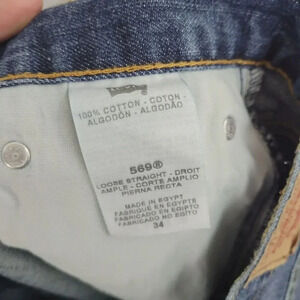 100% COTTON - COTON -
ALGODÓN - ALGODÃO
569®
LOOSE STRAIGHT - DROIT
AMPLE - CORTE AMPLIO
PIERNA RECTA
MADE IN EGYPT
FABRIQUE EN EGYPTE
FABRICADO EN EGIPTO
FABRICADO NO EGITO
34